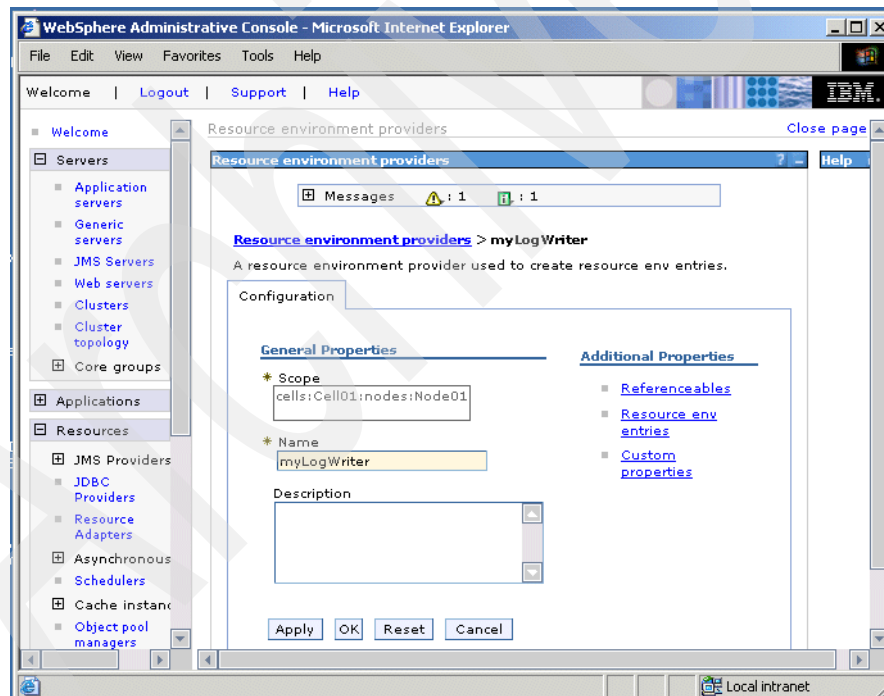 WebSphere Administrative Console - Microsoft Internet Explorer
File Edit View Favorites Tools Help
Welcome | Logout | Support | Help
IBM.
Welcome
Servers
Application
servers
Generic
servers
JMS Servers
Web servers
Clusters
Cluster
topology
Core groups
Applications
Resources
JMS Providers
JDBC
Providers
Resource
Adapters
Asynchronous
Schedulers
Cache instanc
Object pool
managers
Resource environment providers
Close page
Resource environment providers ? –
Help
Messages : 1 : 1
Resource environment providers > myLogWriter
A resource environment provider used to create resource env entries.
Configuration
General Properties
* Scope
cells:Cell01:nodes:Node01
* Name
myLogWriter
Description
Apply OK Reset Cancel
Additional Properties
Referenceables
Resource env
entries
Custom
properties
Local intranet